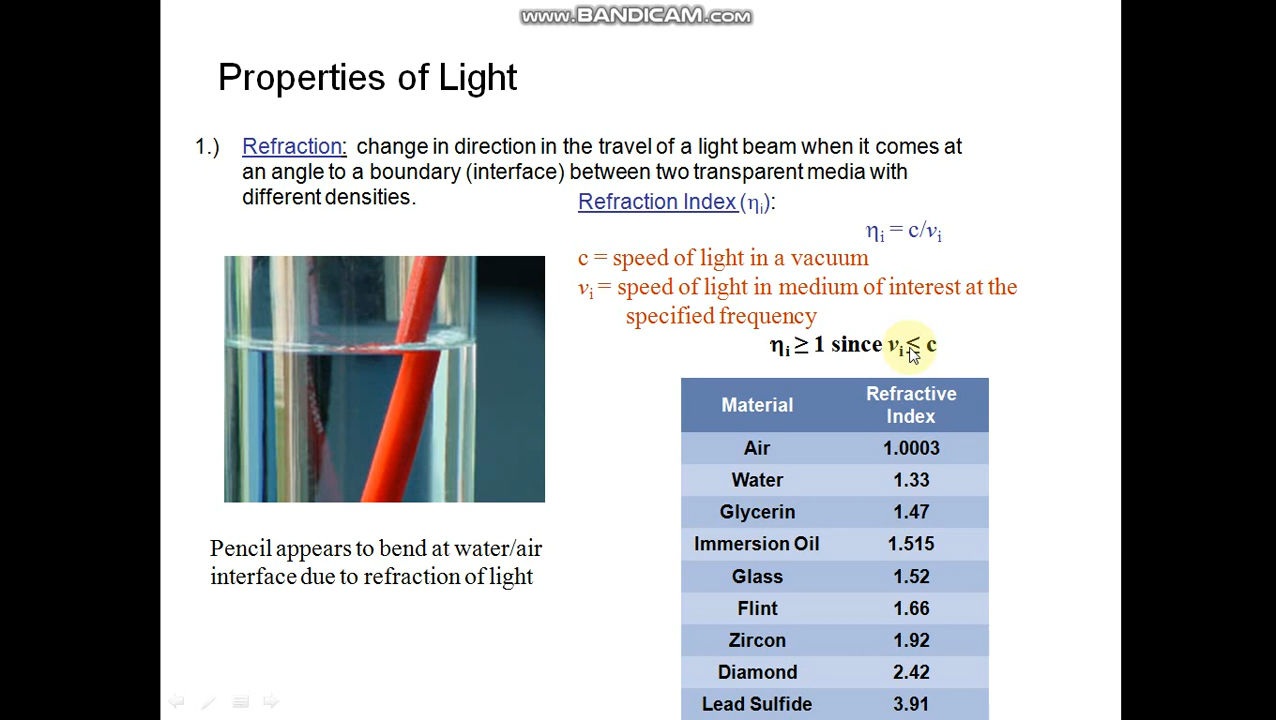 www.BANDICAM.com
Properties of Light
1.) Refraction: change in direction in the travel of a light beam when it comes at
an angle to a boundary (interface) between two transparent media with
different densities.
Refraction Index (ηi):
ηi = c/vi
c = speed of light in a vacuum
vi = speed of light in medium of interest at the
specified frequency
ηi ≥ 1 since vi ≤ c
Pencil appears to bend at water/air
interface due to refraction of light
Material Refractive
Index
Air 1.0003
Water 1.33
Glycerin 1.47
Immersion Oil 1.515
Glass 1.52
Flint 1.66
Zircon 1.92
Diamond 2.42
Lead Sulfide 3.91